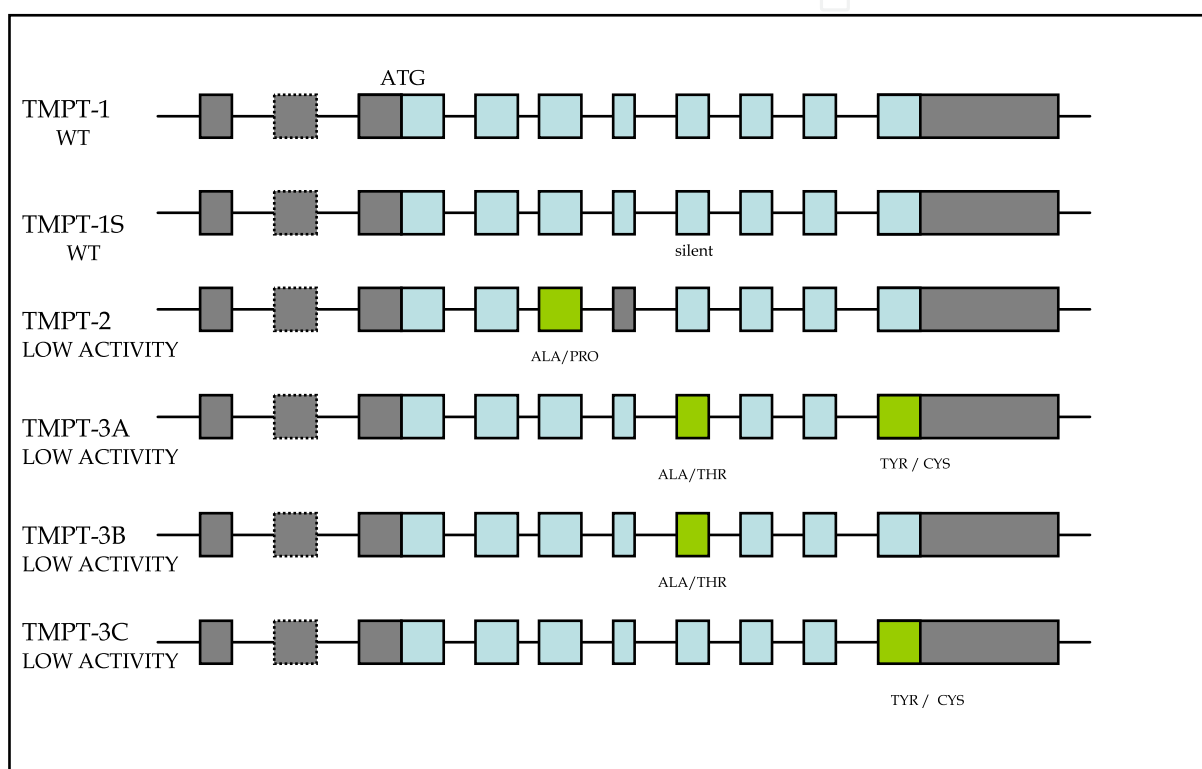 ATG
TMPT-1
WT
TMPT-1S
WT
silent
TMPT-2
LOW ACTIVITY
ALA/PRO
TMPT-3A
LOW ACTIVITY
ALA/THR
TYR / CYS
TMPT-3B
LOW ACTIVITY
ALA/THR
TMPT-3C
LOW ACTIVITY
TYR / CYS